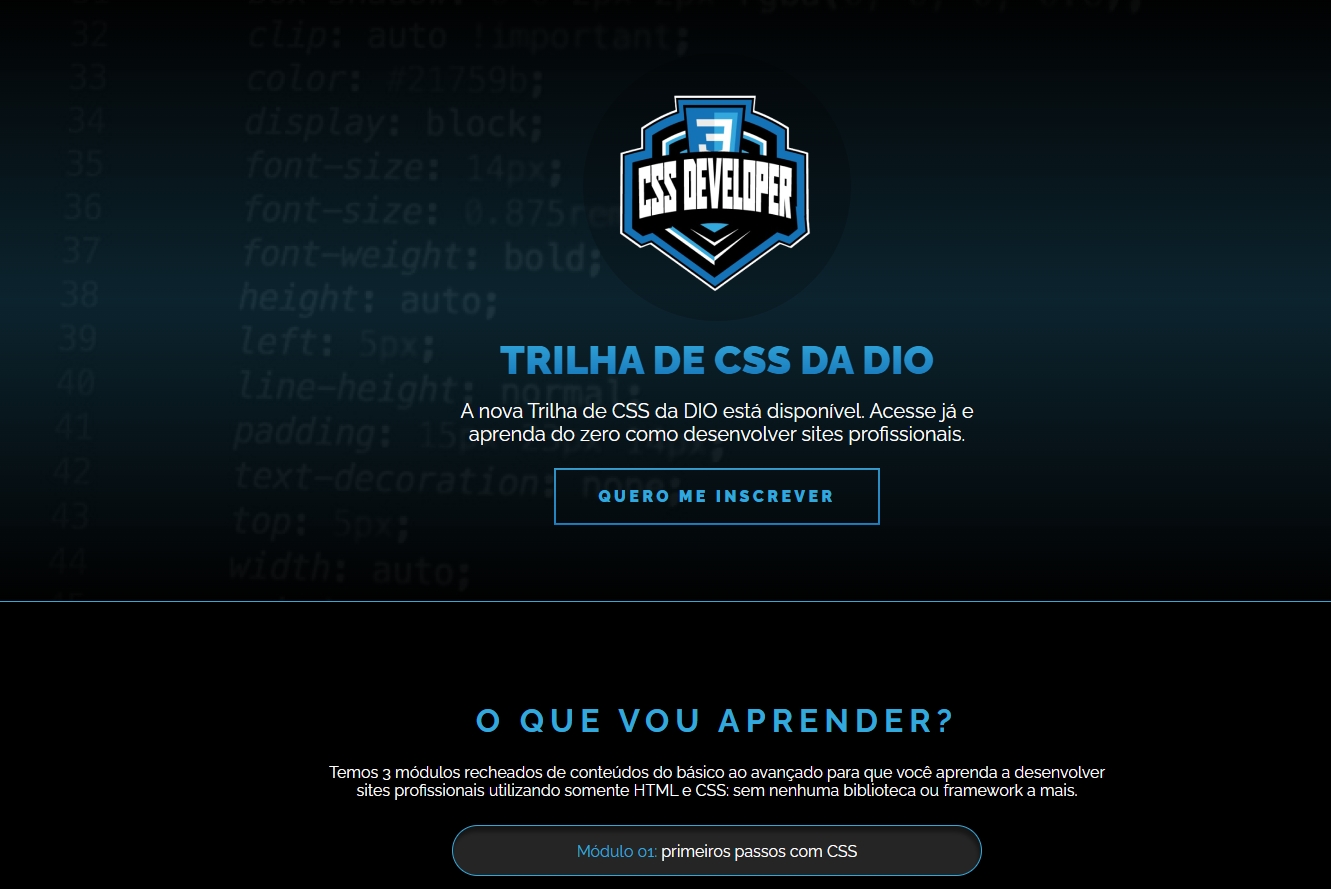 32 clip: auto !important;
33 color: #21759b;
34 display: block;
35 font-size: 14px;
36 font-size:
37 font-weight: bold;
38 height: auto;
39 left: 5px;
40 line-height: normal;
41 padding:
42 text-decoration: none;
43 top: 5px;
44 width: auto;
3
CSS DEVELOPER
TRILHA DE CSS DA DIO
A nova Trilha de CSS da DIO está disponível. Acesse já e
aprenda do zero como desenvolver sites profissionais.
QUERO ME INSCREVER
O QUE VOU APRENDER?
Temos 3 módulos recheados de conteúdos do básico ao avançado para que você aprenda a desenvolver
sites profissionais utilizando somente HTML e CSS: sem nenhuma biblioteca ou framework a mais.
Módulo 01: primeiros passos com CSS